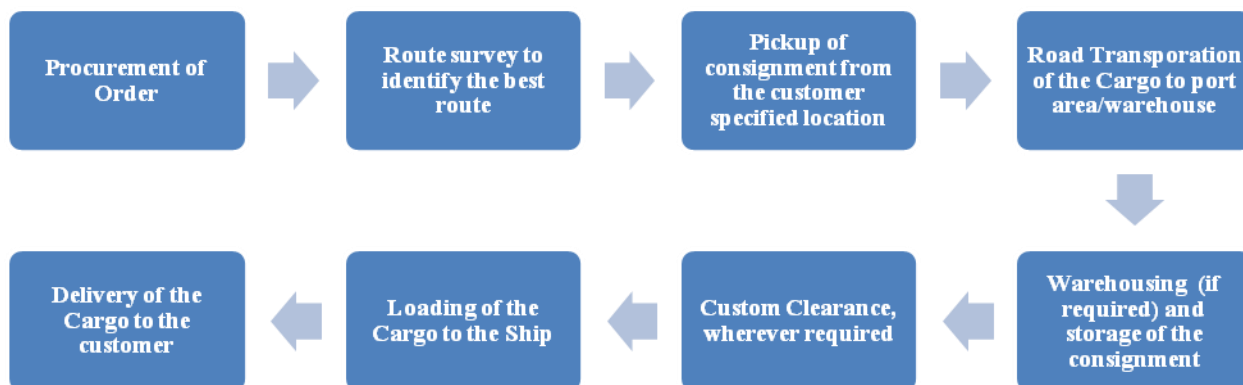 Procurement of
Order
Route survey to
identify the best
route
Pickup of
consignment from
the customer
specified location
Road Transporation
of the Cargo to port
area/warehouse
Warehousing (if
required) and
storage of the
consignment
Custom Clearance,
wherever required
Loading of the
Cargo to the Ship
Delivery of the
Cargo to the
customer